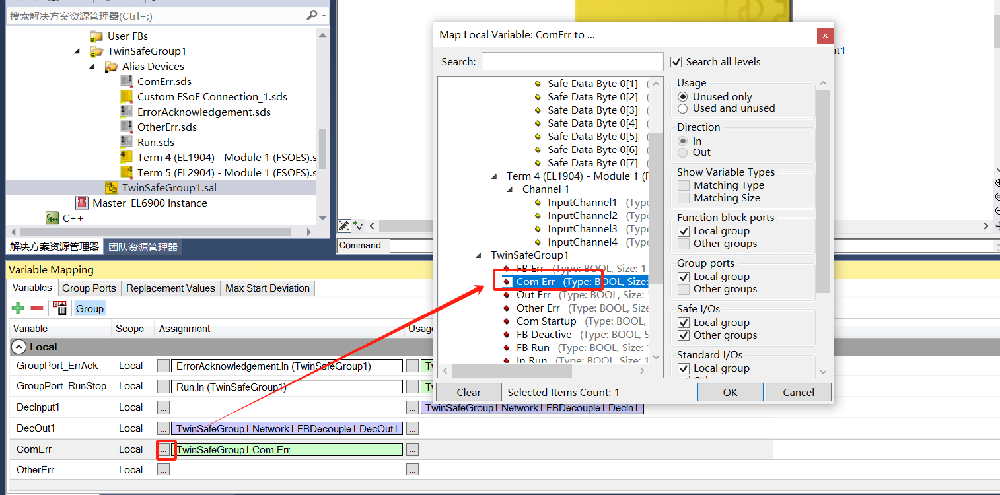 搜索解决方案资源管理器(Ctrl+;)
User FBs
TwinSafeGroup1
Alias Devices
ComErr.sds
Custom FSoE Connection_1.sds
ErrorAcknowledgement.sds
OtherErr.sds
Run.sds
Term 4 (EL1904) - Module 1 (FSOES).s
Term 5 (EL2904) - Module 1 (FSOES).s
TwinSafeGroup1.sal
Master_EL6900 Instance
C++
解决方案资源管理器 团队资源管理器
Command :
ut1
Map Local Variable: ComErr to ...
Search:
Search all levels
Safe Data Byte 0[1] (
Safe Data Byte 0[2] (
Safe Data Byte 0[3] (
Safe Data Byte 0[4] (
Safe Data Byte 0[5] (
Safe Data Byte 0[6] (
Safe Data Byte 0[7] (
Term 4 (EL1904) - Module 1 (F
Channel 1
InputChannel1 (Type
InputChannel2 (Type
InputChannel3 (Type
InputChannel4 (Type
TwinSafeGroup1
FB Err (Type: BOOL, Size: 1
Com Err (Type: BOOL, Size:
Out Err (Type: BOOL, Size:
Other Err (Type: BOOL, Size
Com Startup (Type: BOOL,
FB Deactive (Type: BOOL, S
FB Run (Type: BOOL, Size:
In Run (Type: BOOL, Size: 1
Usage
Unused only
Used and unused
Direction
In
Out
Show Variable Types
Matching Type
Matching Size
Function block ports
Local group
Other groups
Group ports
Local group
Other groups
Safe I/Os
Local group
Other groups
Standard I/Os
Local group
Clear
Selected Items Count: 1
OK
Cancel
Variable Mapping
Variables Group Ports Replacement Values Max Start Deviation
Group
Variable Scope Assignment Usag
Local
GroupPort_ErrAck Local ... ErrorAcknowledgement.In (TwinSafeGroup1) ... Tw
GroupPort_RunStop Local ... Run.In (TwinSafeGroup1) ... Tw
DecInput1 Local ... ... TwinSafeGroup1.Network1.FBDecouple1.DecIn1
DecOut1 Local ... TwinSafeGroup1.Network1.FBDecouple1.DecOut1 ...
ComErr Local ... TwinSafeGroup1.Com Err ...
OtherErr Local ... ...